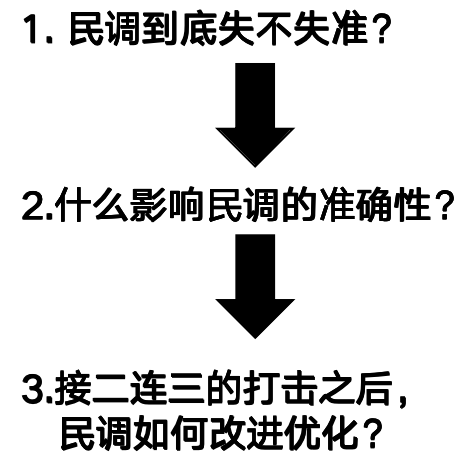 1. 民调到底失不失准?
2.什么影响民调的准确性?
3.接二连三的打击之后,
民调如何改进优化?